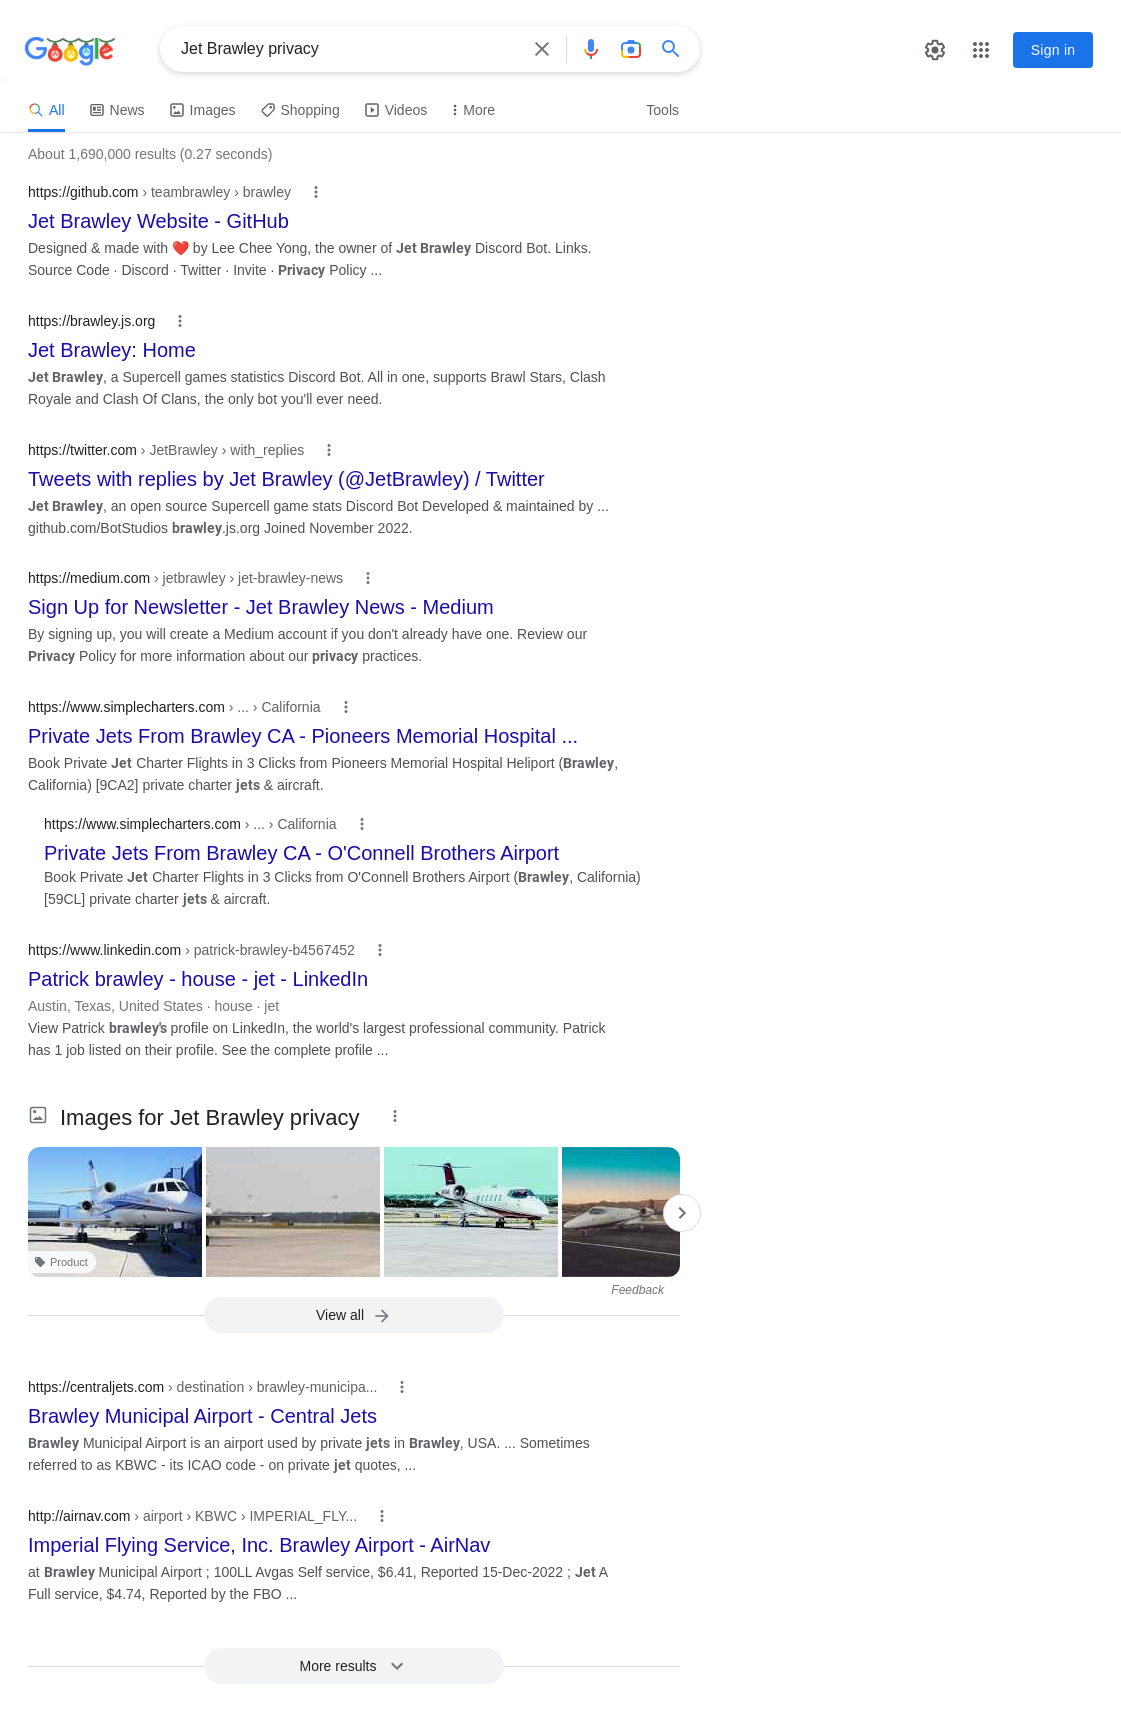 Google
Jet Brawley privacy
Sign in
All
News
Images
Shopping
Videos
More
Tools
About 1,690,000 results (0.27 seconds)
https://github.com › teambrawley › brawley
Jet Brawley Website - GitHub
Designed & made with ❤️ by Lee Chee Yong, the owner of Jet Brawley Discord Bot. Links.
Source Code · Discord · Twitter · Invite · Privacy Policy ...
https://brawley.js.org
Jet Brawley: Home
Jet Brawley, a Supercell games statistics Discord Bot. All in one, supports Brawl Stars, Clash
Royale and Clash Of Clans, the only bot you'll ever need.
https://twitter.com › JetBrawley › with_replies
Tweets with replies by Jet Brawley (@JetBrawley) / Twitter
Jet Brawley, an open source Supercell game stats Discord Bot Developed & maintained by ...
github.com/BotStudios brawley.js.org Joined November 2022.
https://medium.com › jetbrawley › jet-brawley-news
Sign Up for Newsletter - Jet Brawley News - Medium
By signing up, you will create a Medium account if you don't already have one. Review our
Privacy Policy for more information about our privacy practices.
https://www.simplecharters.com › ... › California
Private Jets From Brawley CA - Pioneers Memorial Hospital ...
Book Private Jet Charter Flights in 3 Clicks from Pioneers Memorial Hospital Heliport (Brawley,
California) [9CA2] private charter jets & aircraft.
https://www.simplecharters.com › ... › California
Private Jets From Brawley CA - O'Connell Brothers Airport
Book Private Jet Charter Flights in 3 Clicks from O'Connell Brothers Airport (Brawley, California)
[59CL] private charter jets & aircraft.
https://www.linkedin.com › patrick-brawley-b4567452
Patrick brawley - house - jet - LinkedIn
Austin, Texas, United States · house · jet
View Patrick brawley's profile on LinkedIn, the world's largest professional community. Patrick
has 1 job listed on their profile. See the complete profile ...
Images for Jet Brawley privacy
Product
Feedback
View all
https://centraljets.com › destination › brawley-municipa...
Brawley Municipal Airport - Central Jets
Brawley Municipal Airport is an airport used by private jets in Brawley, USA. ... Sometimes
referred to as KBWC - its ICAO code - on private jet quotes, ...
http://airnav.com › airport › KBWC › IMPERIAL_FLY...
Imperial Flying Service, Inc. Brawley Airport - AirNav
at Brawley Municipal Airport ; 100LL Avgas Self service, $6.41, Reported 15-Dec-2022 ; Jet A
Full service, $4.74, Reported by the FBO ...
More results